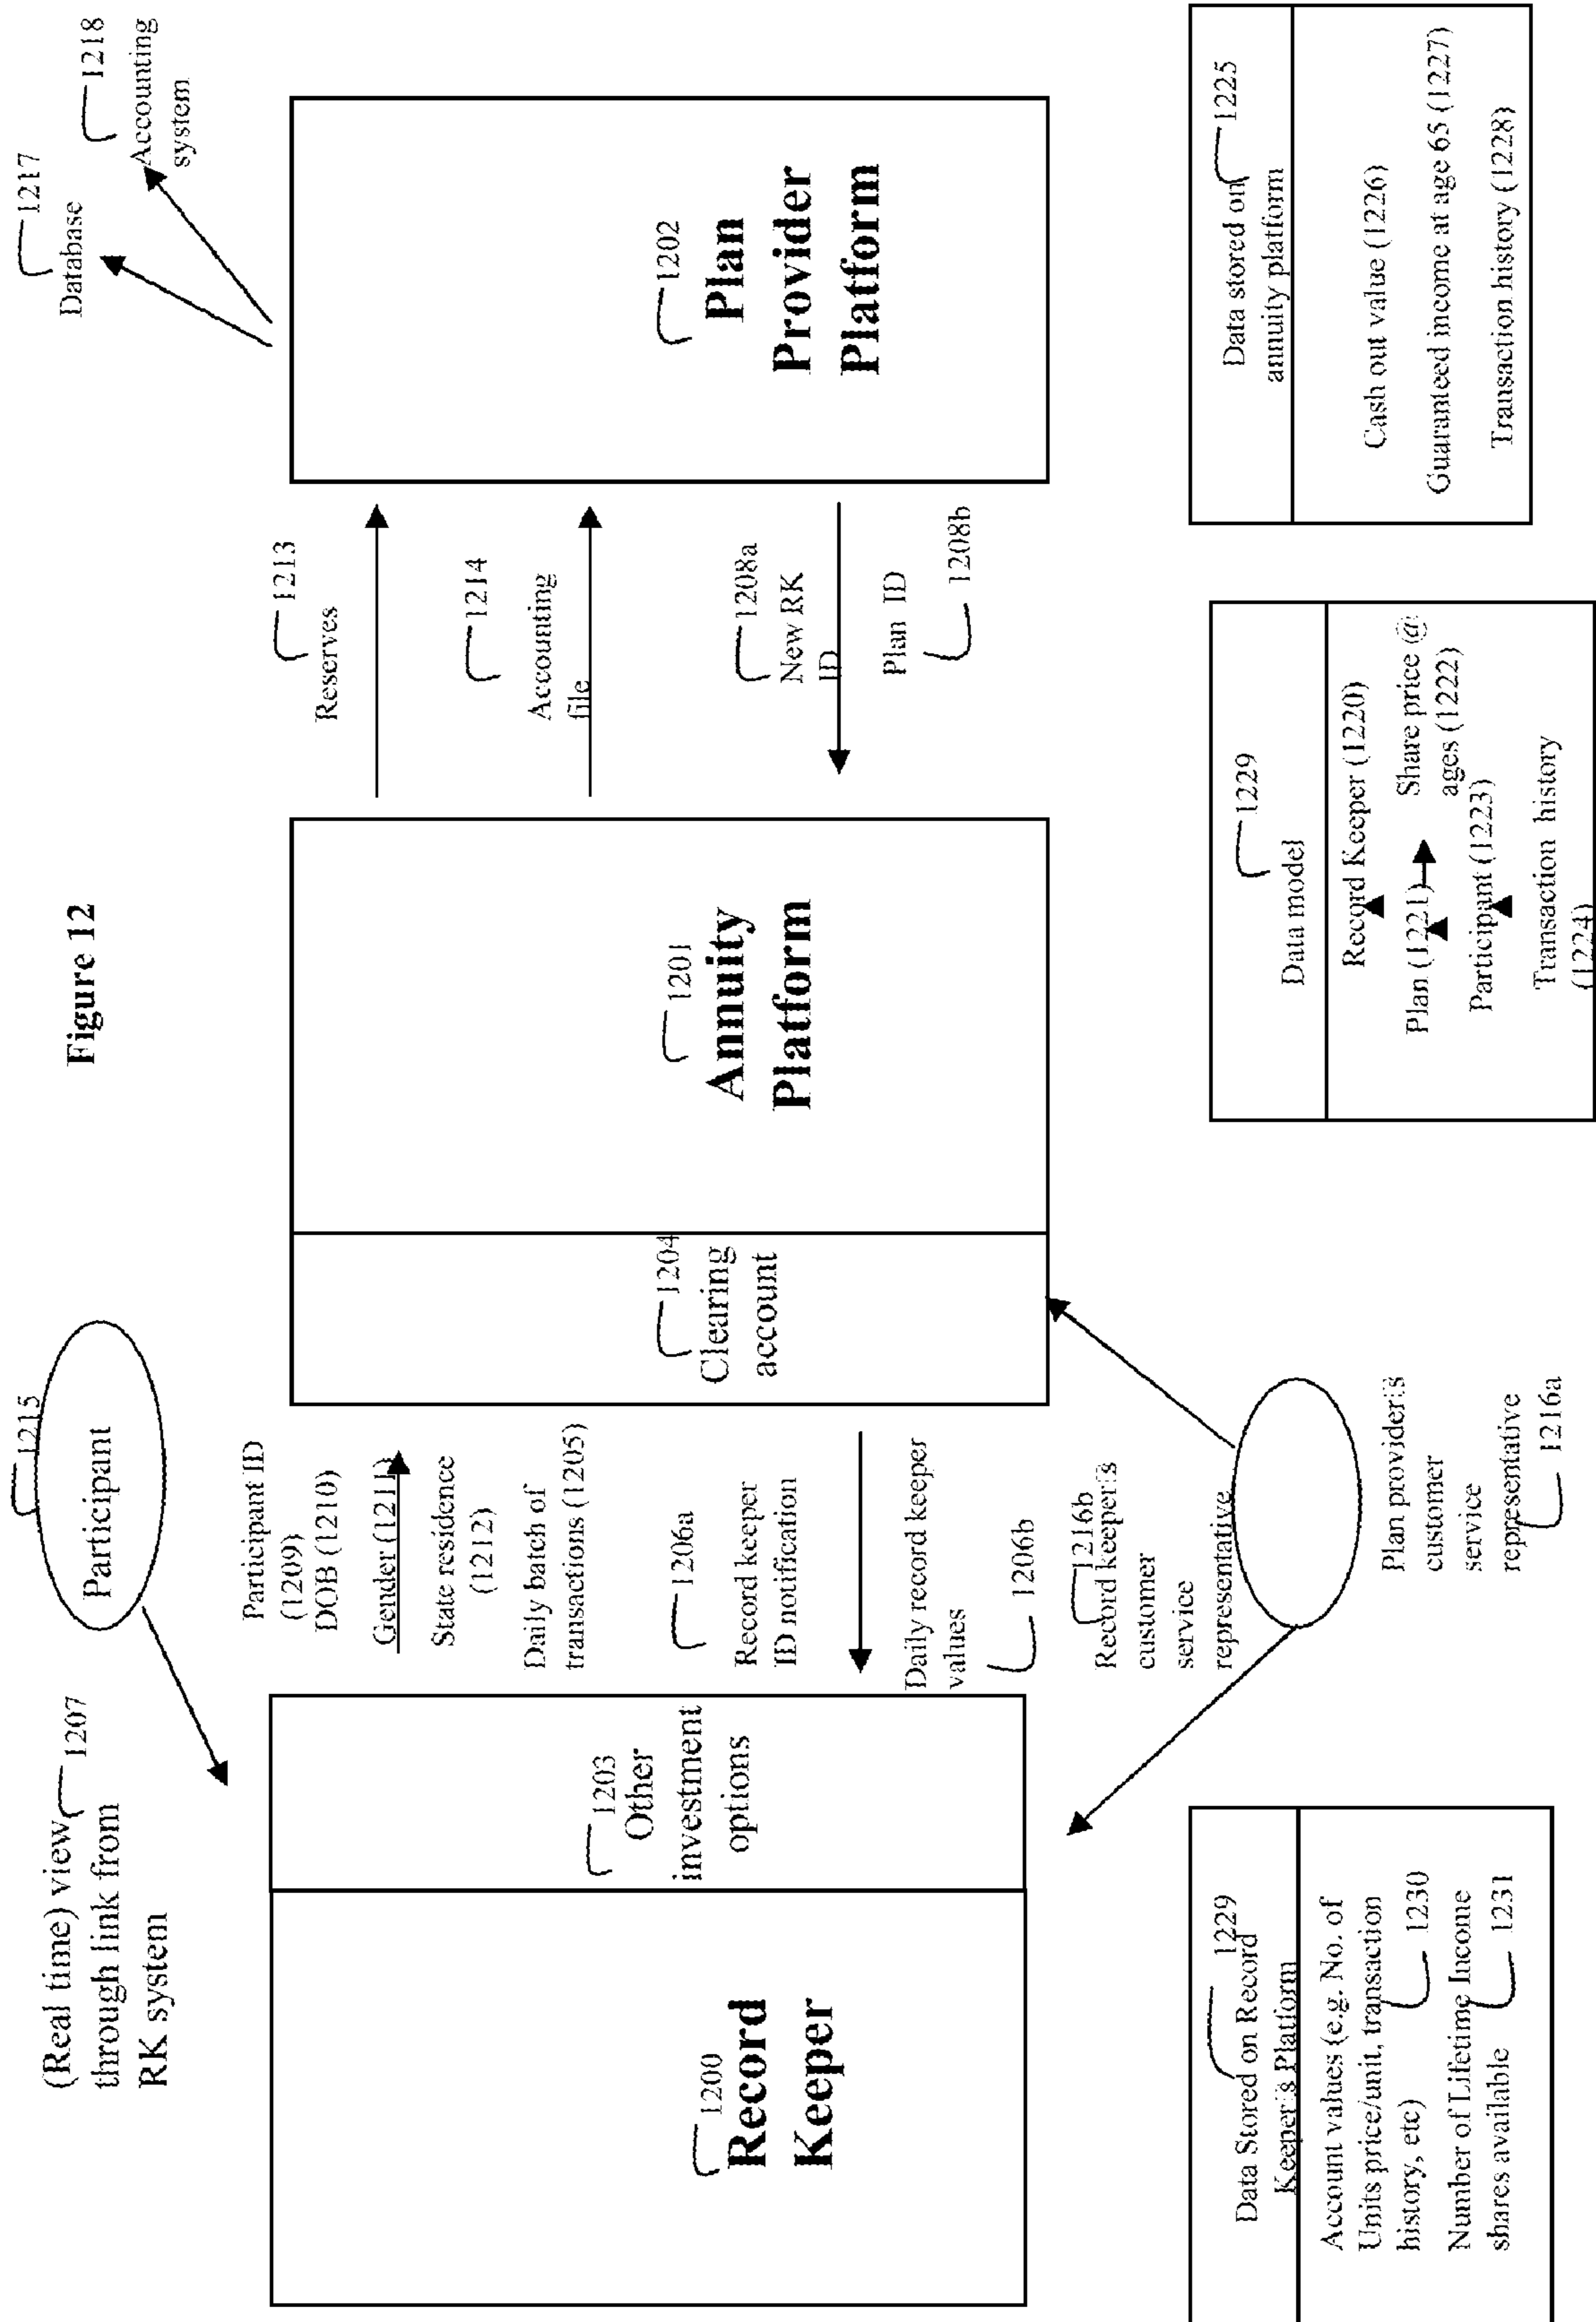 Figure 12
(Real time) view
1207
through link from
RK system
1215
Participant
1217
Database
1218
Accounting
system
1200
Record
Keeper
1203
Other
investment
options
Participant ID
(1209)
DOB (1210)
Gender (1211)
State residence
(1212)
Daily batch of
transactions (1205)
1206a
Record keeper
ID notification
Daily record keeper
values
1206b
1204
Clearing
account
1201
Annuity
Platform
1213
Reserves
1214
Accounting
file
1208a
New RK
ID
Plan ID
1208b
1202
Plan
Provider
Platform
1216b
Record keeper's
customer
service
representative
Plan provider's
customer
service
representative
1216a
1229
Data Stored on Record
Keeper's Platform
Account values (e.g. No. of
Units price/unit, transaction
history, etc)
1230
Number of Lifetime Income
shares available
1231
1229
Data model
Record Keeper (1220)
Plan (1221)
Share price @
ages (1222)
Participant (1223)
Transaction history
(1224)
Data stored on
1225
annuity platform
Cash out value (1226)
Guaranteed income at age 65 (1227)
Transaction history (1228)